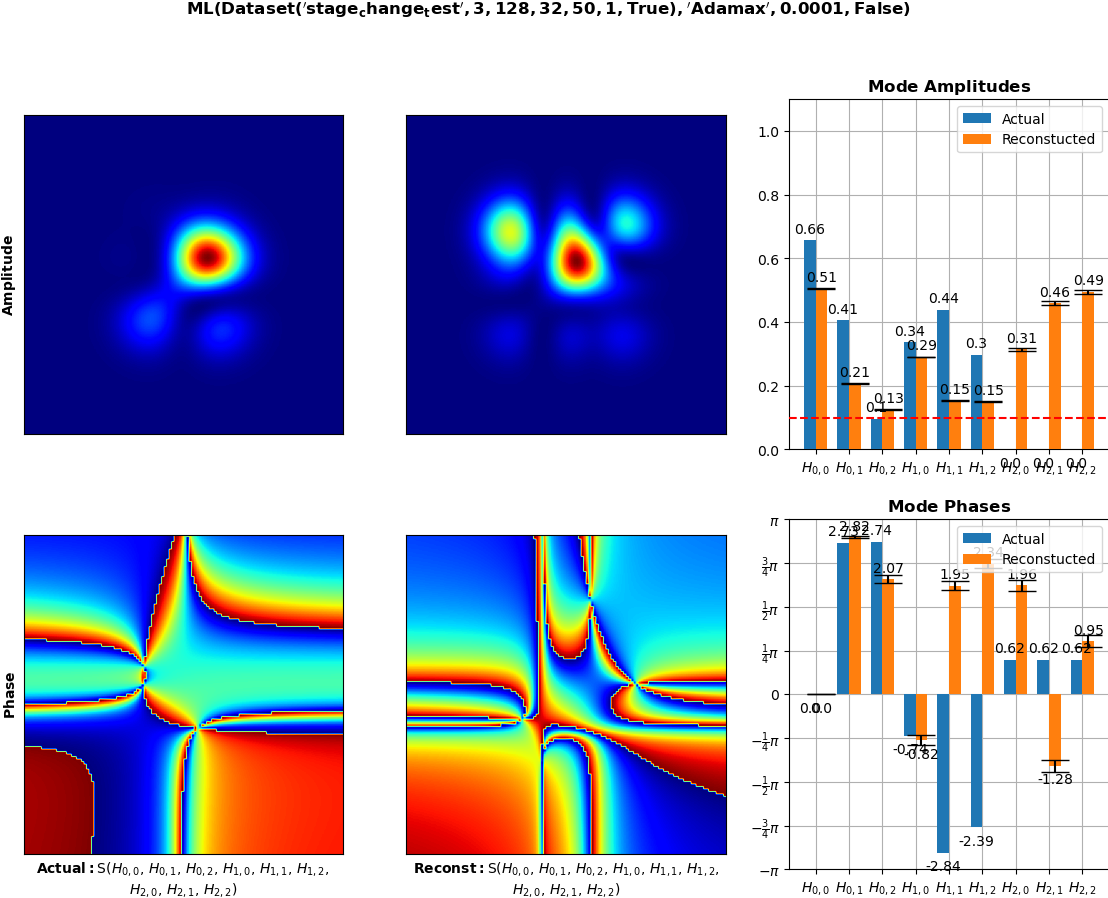 ML(Dataset('stage_change_test', 3, 128, 32, 50, 1, True), 'Adamax', 0.0001, False)
Amplitude
Mode Amplitudes
Actual
Reconstucted
1.0
0.8
0.6
0.4
0.2
0.0
0.66
0.51
0.41
0.21
0.1
0.13
0.34
0.29
0.44
0.15
0.3
0.15
0.0
0.31
0.0
0.46
0.0
0.49
H0,0 H0,1 H0,2 H1,0 H1,1 H1,2 H2,0 H2,1 H2,2
Phase
Mode Phases
Actual
Reconstucted
π
3/4π
1/2π
1/4π
0
−1/4π
−1/2π
−3/4π
−π
0.0
0.0
2.82
2.74
2.07
-0.82
-2.84
1.95
-2.39
2.34
0.62
1.96
0.62
-1.28
0.62
0.95
H0,0 H0,1 H0,2 H1,0 H1,1 H1,2 H2,0 H2,1 H2,2
Actual: S(H0,0, H0,1, H0,2, H1,0, H1,1, H1,2,
H2,0, H2,1, H2,2)
Reconst: S(H0,0, H0,1, H0,2, H1,0, H1,1, H1,2,
H2,0, H2,1, H2,2)